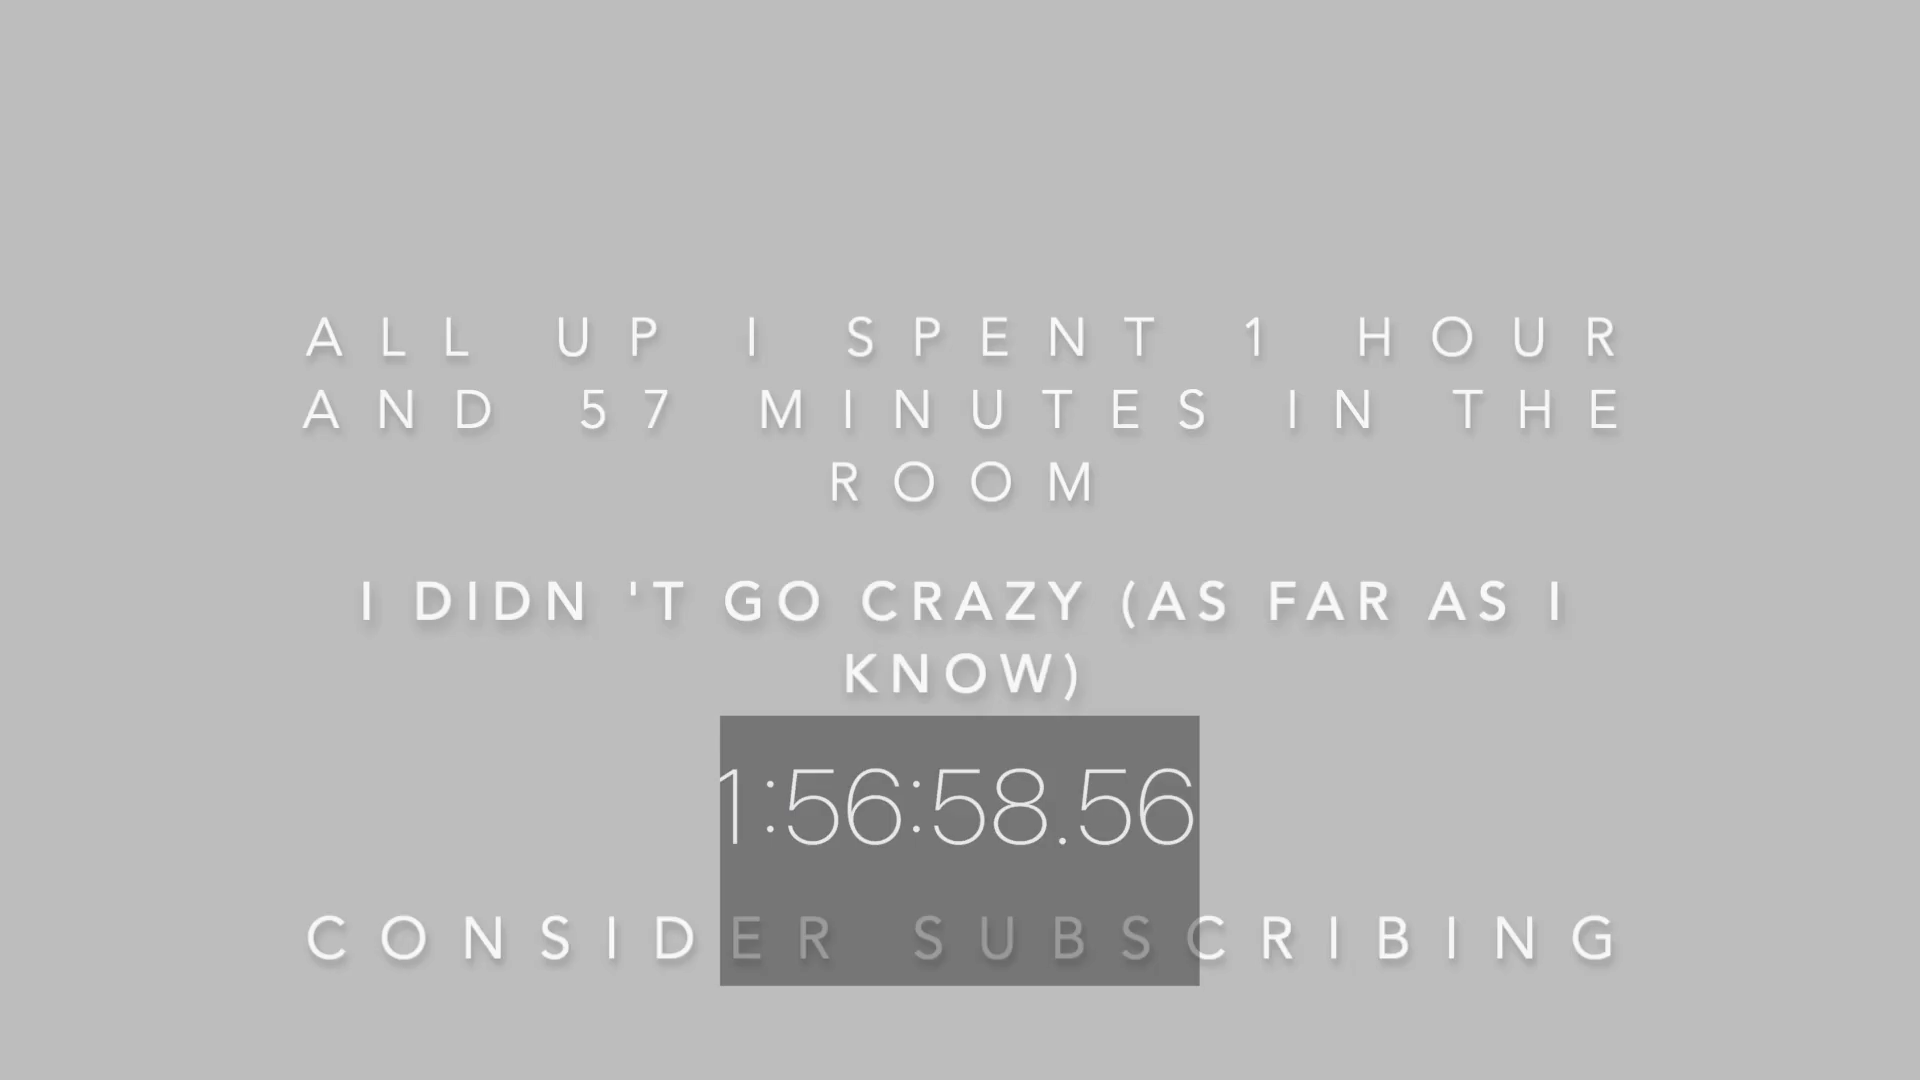 ALL UP I SPENT 1 HOUR
AND 57 MINUTES IN THE
ROOM
I DIDN 'T GO CRAZY (AS FAR AS I
KNOW)
1:56:58.56
CONSIDER SUBSCRIBING